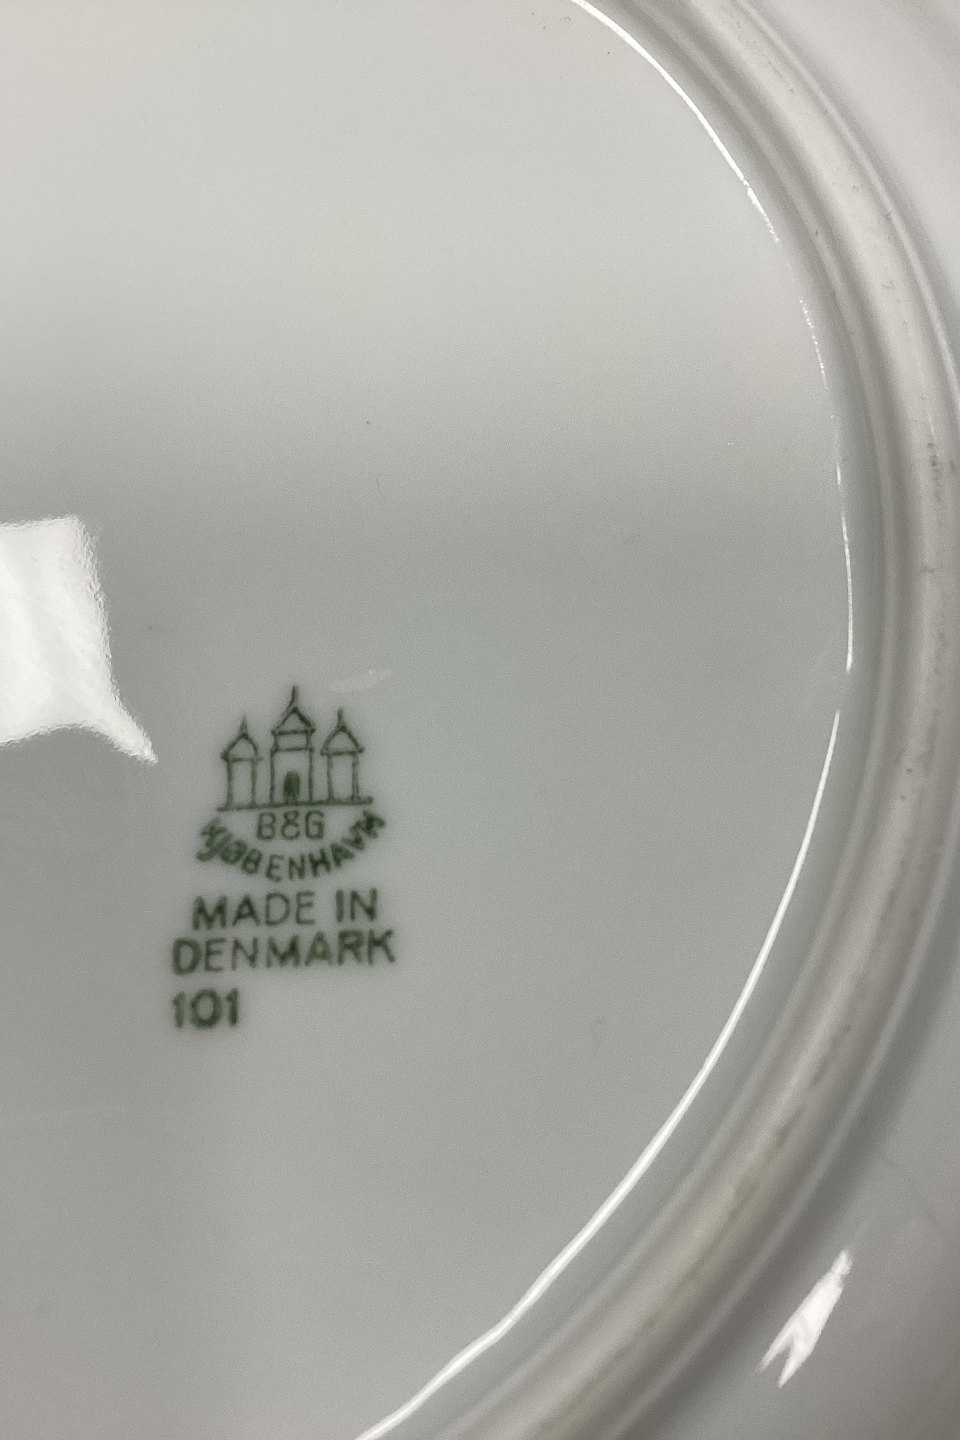 B&G
KJØBENHAVN
MADE IN
DENMARK
101